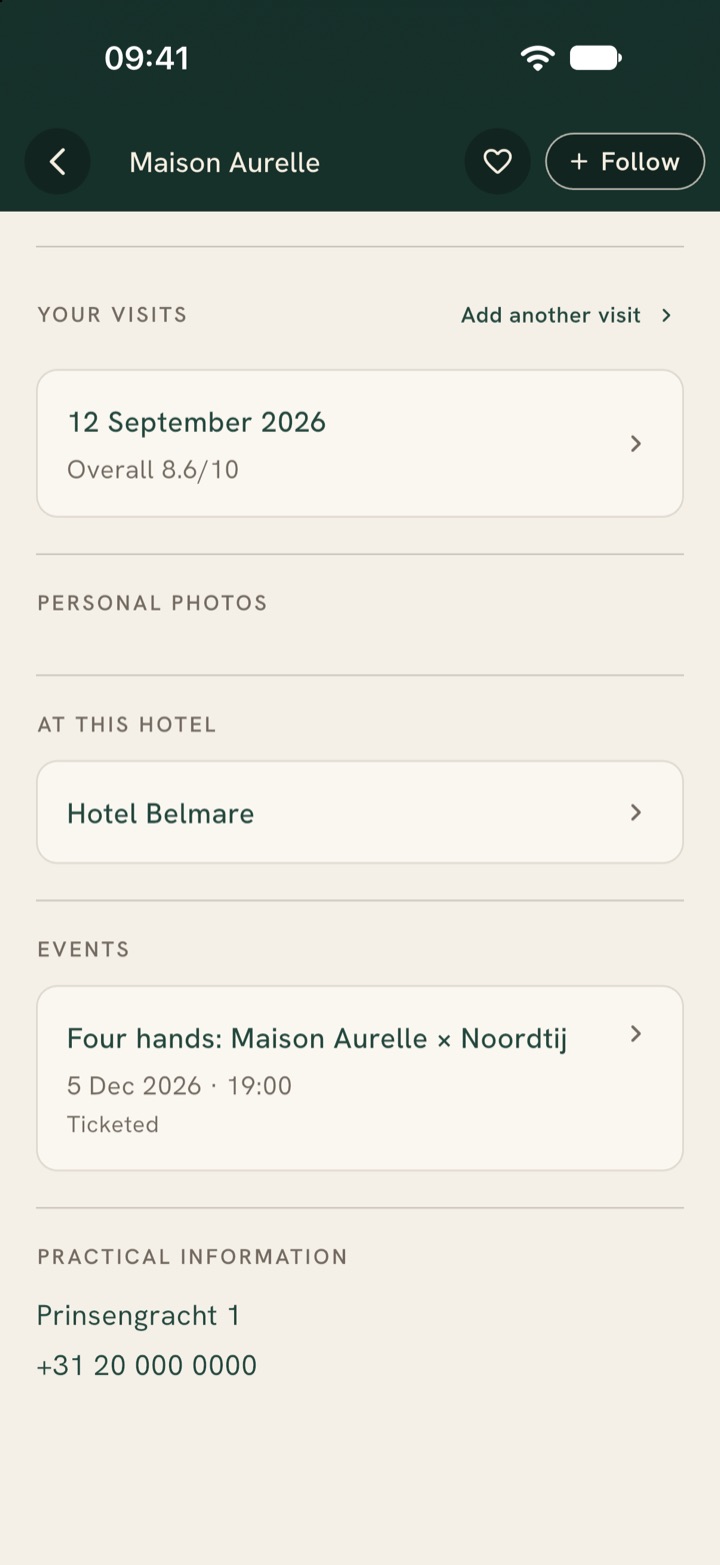 09:41
Maison Aurelle
+ Follow
YOUR VISITS
Add another visit
12 September 2026
Overall 8.6/10
PERSONAL PHOTOS
AT THIS HOTEL
Hotel Belmare
EVENTS
Four hands: Maison Aurelle × Noordtij
5 Dec 2026 · 19:00
Ticketed
PRACTICAL INFORMATION
Prinsengracht 1
+31 20 000 0000